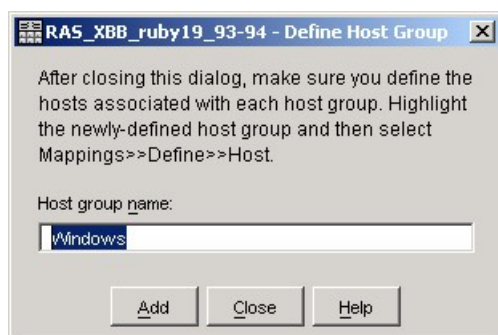 RAS_XBB_ruby19_93-94 - Define Host Group
After closing this dialog, make sure you define the
hosts associated with each host group. Highlight
the newly-defined host group and then select
Mappings>>Define>>Host.
Host group name:
Windows
Add Close Help